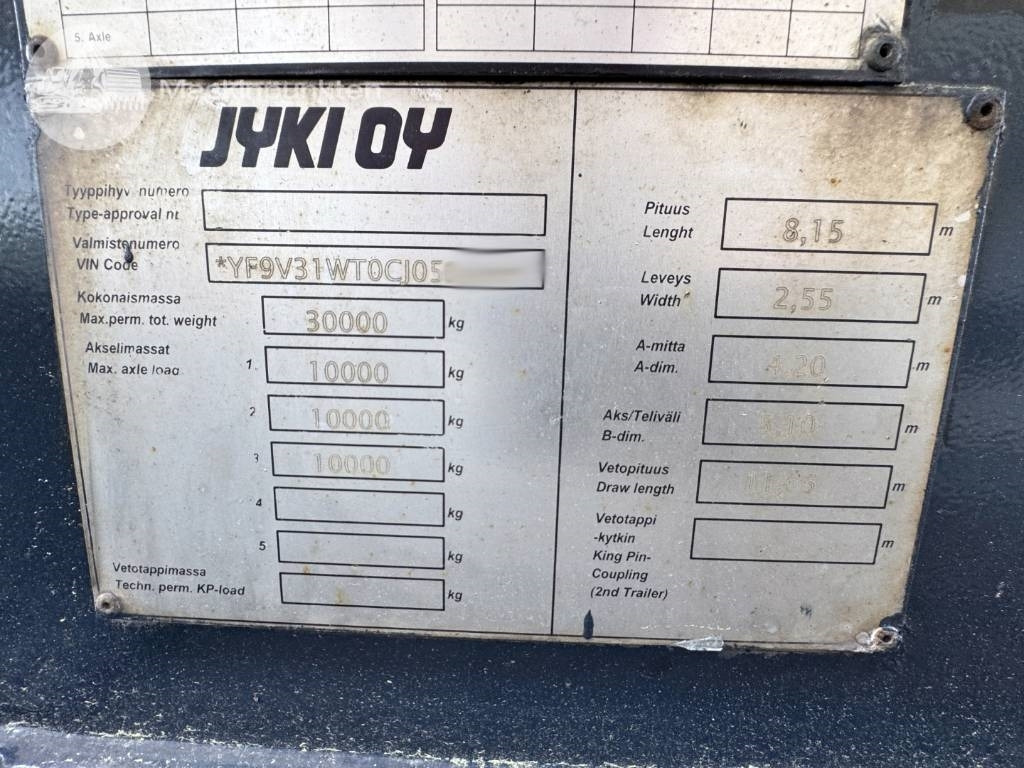 5. Axle
Maskinpunkten
JYKI OY
Tyyppihyv numero
Type-approval nr
Valmistenumero
VIN Code *YF9V31WT0CJ05
Kokonaismassa
Max.perm. tot. weight 30000 kg
Akselimassat
Max. axle load 1. 10000 kg
2 10000 kg
3 10000 kg
4 kg
5 kg
Vetotappimassa
Techn. perm. KP-load kg
Pituus
Lenght 8,15 m
Leveys
Width 2,55 m
A-mitta
A-dim. 4,20 m
Aks/Teliväli
B-dim. m
Vetopituus
Draw length m
Vetotappi
-kytkin m
King Pin-
Coupling
(2nd Trailer)